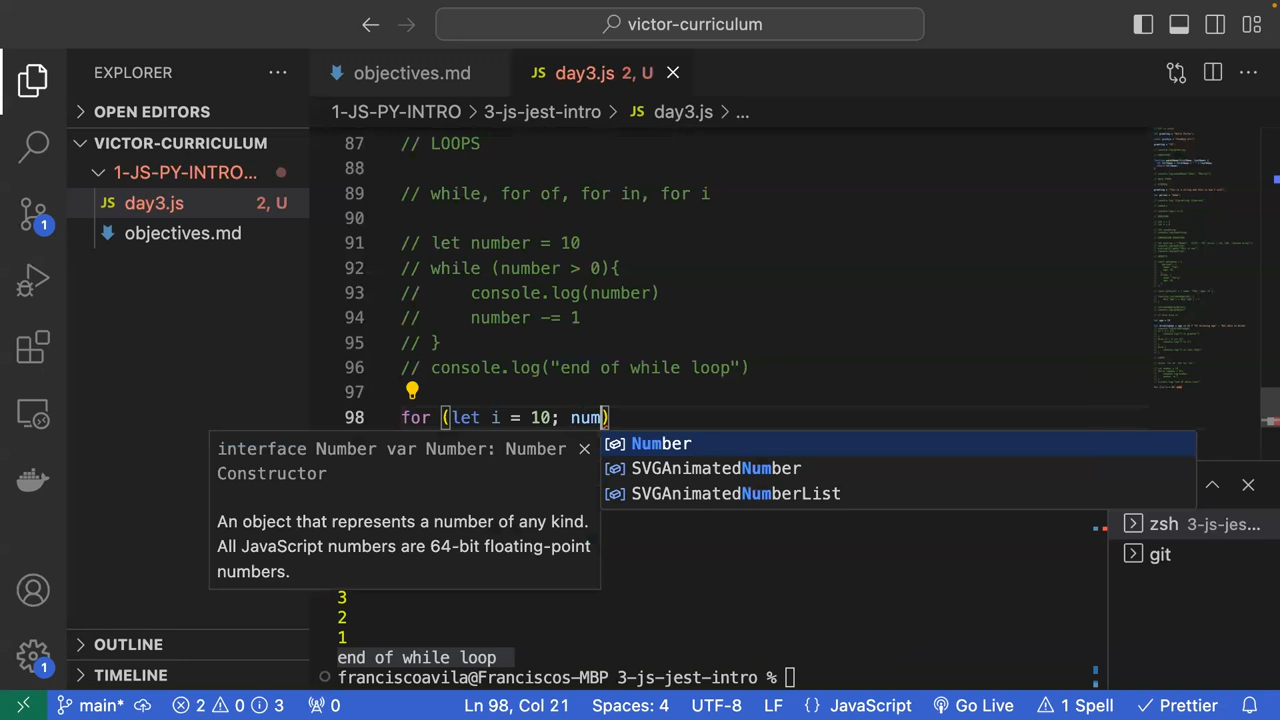 victor-curriculum
EXPLORER
objectives.md
JS day3.js 2, U
OPEN EDITORS
1-JS-PY-INTRO > 3-js-jest-intro > JS day3.js > ...
VICTOR-CURRICULUM
1-JS-PY-INTRO...
JS day3.js 2, U
objectives.md
87 // LOOPS
88
89 // while, for of, for in, for i
90
91 // let number = 10
92 // while (number > 0){
93 //     console.log(number)
94 //     number -= 1
95 // }
96 // console.log("end of while loop")
97
98 for (let i = 10; num)
interface Number var Number: Number
Constructor
An object that represents a number of any kind.
All JavaScript numbers are 64-bit floating-point
numbers.
Number
SVGAnimatedNumber
SVGAnimatedNumberList
zsh 3-js-jes...
git
3
2
1
end of while loop
franciscoavila@Franciscos-MBP 3-js-jest-intro %
OUTLINE
TIMELINE
1
1
main* 2 0 3 0 Ln 98, Col 21 Spaces: 4 UTF-8 LF {} JavaScript Go Live 1 Spell Prettier